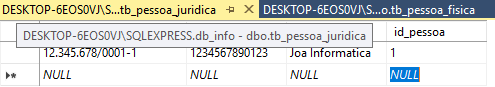 DESKTOP-6EOS0VJ\S...tb_pessoa_juridica DESKTOP-6EOS0VJ\S...o.tb_pessoa_fisica
DESKTOP-6EOS0VJ\SQLEXPRESS.db_info - dbo.tb_pessoa_juridica
id_pessoa
12.345.678/0001-1 1234567890123 Joa Informatica 1
NULL NULL NULL NULL